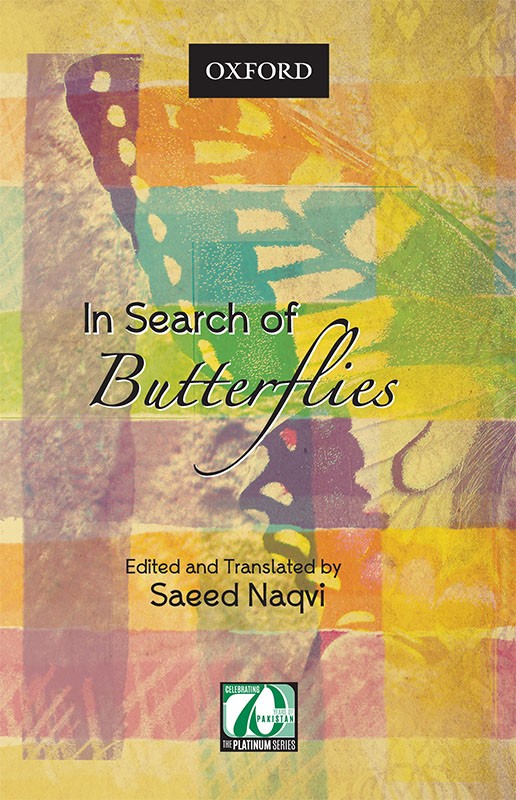 OXFORD
In Search of
Butterflies
Edited and Translated by
Saeed Naqvi
CELEBRATING
70
YEARS OF
PAKISTAN
THE PLATINUM SERIES